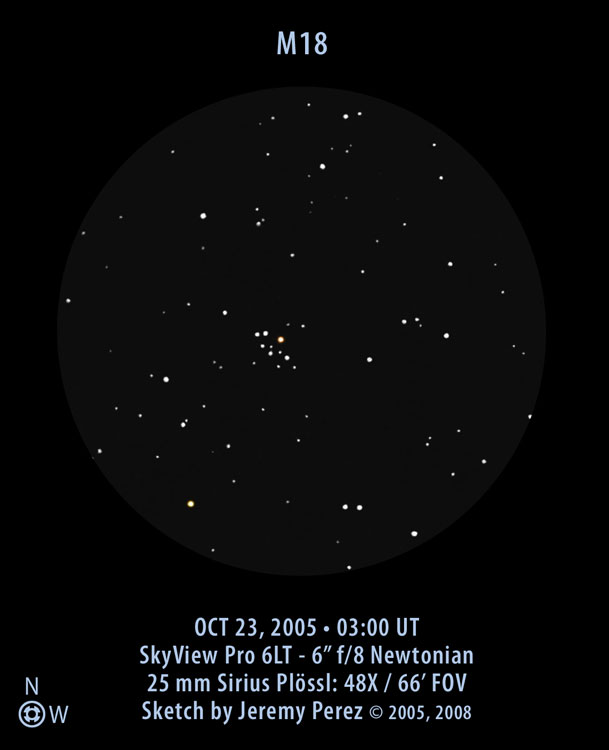 M18
OCT 23, 2005 • 03:00 UT
SkyView Pro 6LT - 6” f/8 Newtonian
25 mm Sirius Plössl: 48X / 66’ FOV
Sketch by Jeremy Perez © 2005, 2008
N
W